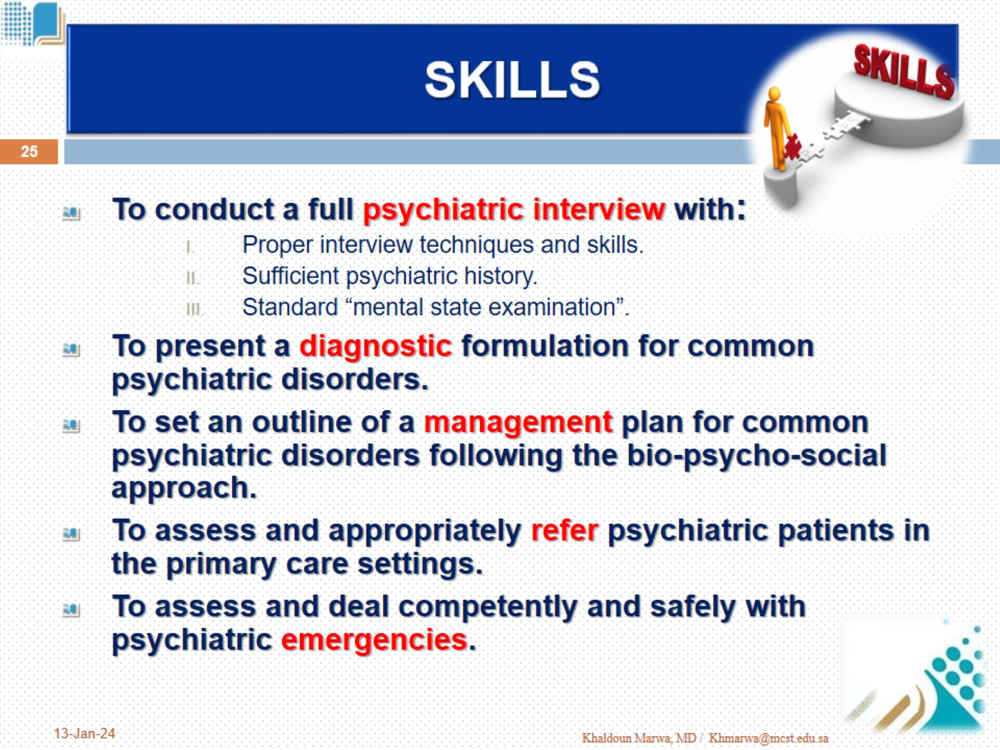 SKILLS
SKILLS
25
To conduct a full psychiatric interview with:
I. Proper interview techniques and skills.
II. Sufficient psychiatric history.
III. Standard “mental state examination”.
To present a diagnostic formulation for common
psychiatric disorders.
To set an outline of a management plan for common
psychiatric disorders following the bio-psycho-social
approach.
To assess and appropriately refer psychiatric patients in
the primary care settings.
To assess and deal competently and safely with
psychiatric emergencies.
13-Jan-24
Khaldoun Marwa, MD / Khmarwa@mcst.edu.sa